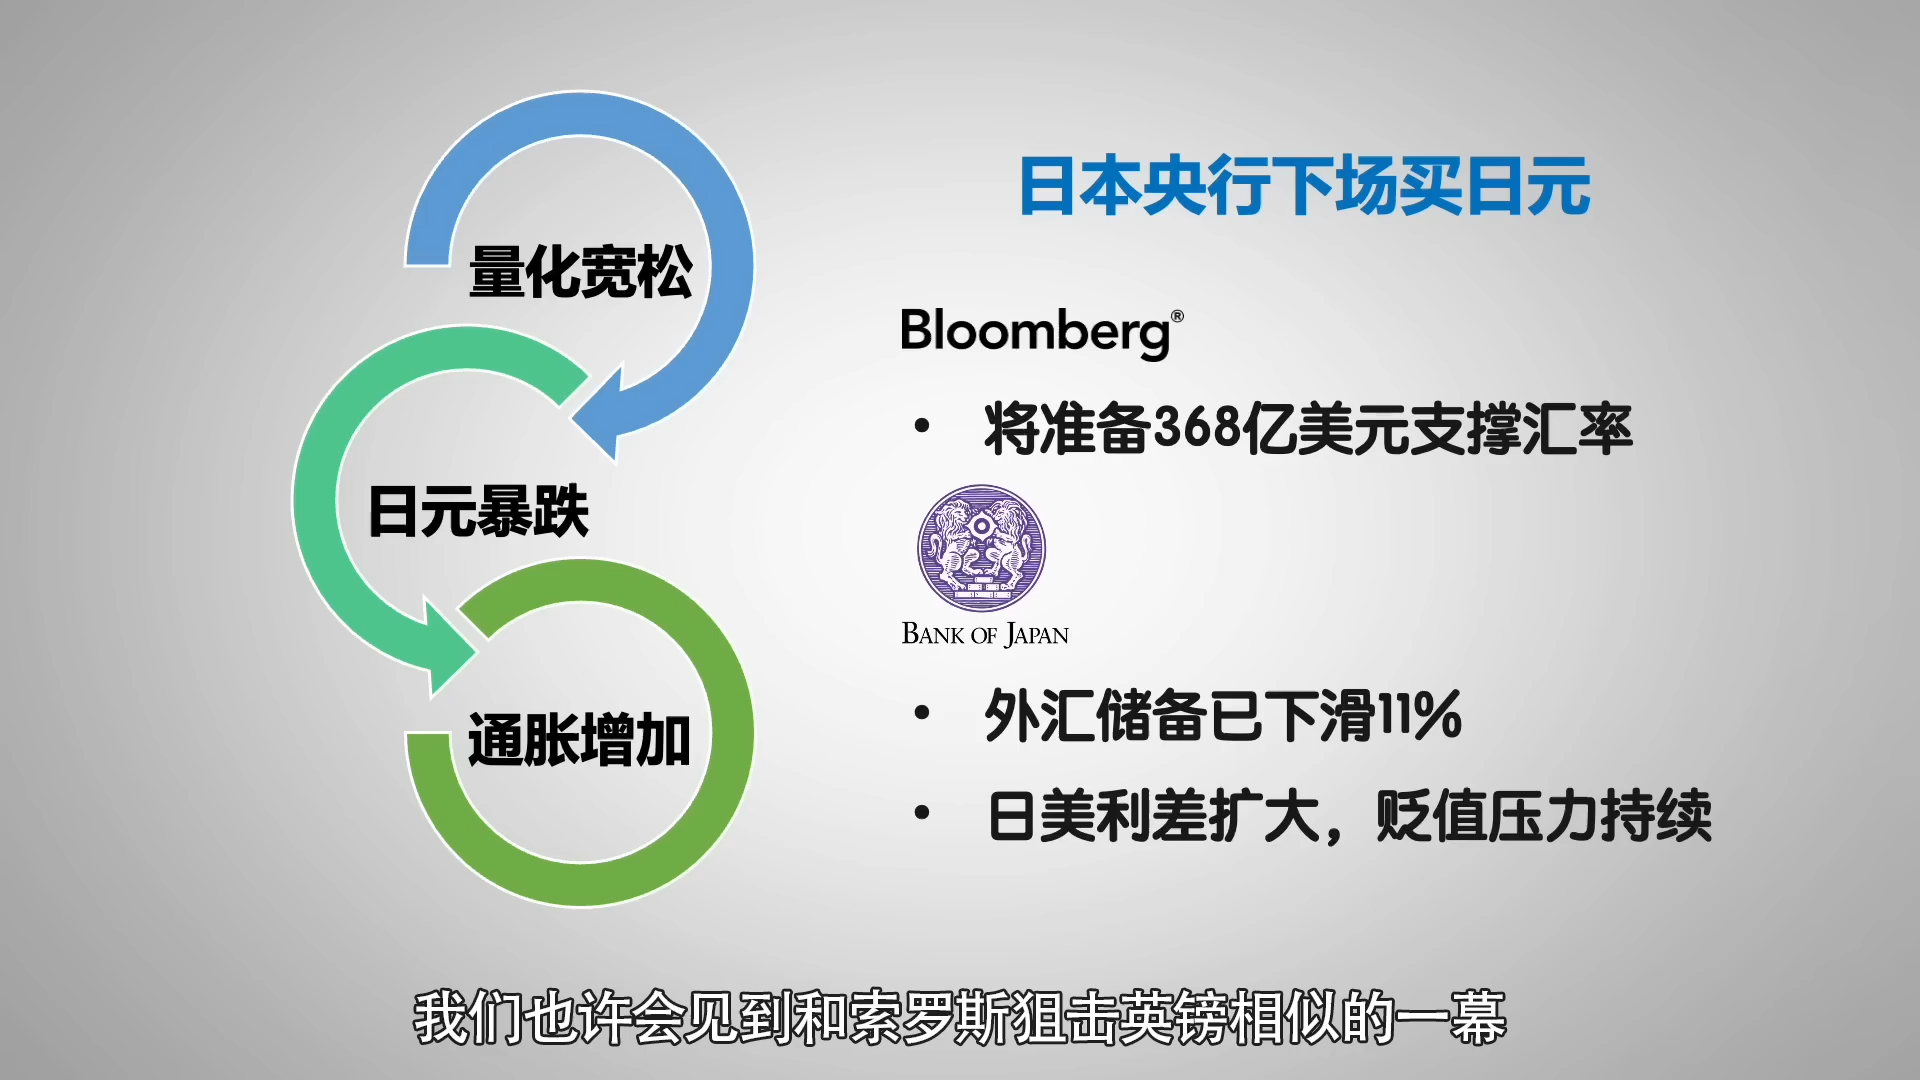 量化宽松
日元暴跌
通胀增加
日本央行下场买日元
Bloomberg®
• 将准备368亿美元支撑汇率
BANK OF JAPAN
• 外汇储备已下滑11%
• 日美利差扩大，贬值压力持续
我们也许会见到和索罗斯狙击英镑相似的一幕